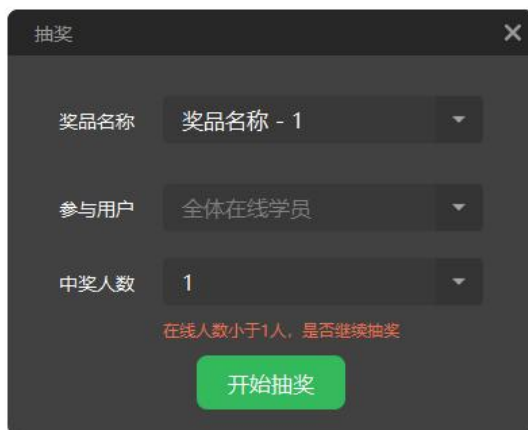 抽奖
奖品名称 奖品名称 - 1
参与用户 全体在线学员
中奖人数 1
在线人数小于1人，是否继续抽奖
开始抽奖